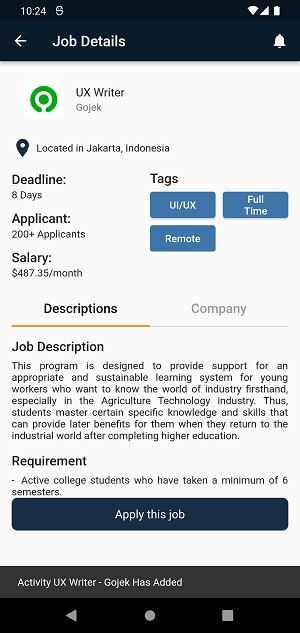 10:24
Job Details
UX Writer
Gojek
Located in Jakarta, Indonesia
Deadline:
8 Days
Applicant:
200+ Applicants
Salary:
$487.35/month
Tags
UI/UX
Full
Time
Remote
Descriptions
Company
Job Description
This program is designed to provide support for an
appropriate and sustainable learning system for young
workers who want to know the world of industry firsthand,
especially in the Agriculture Technology industry. Thus,
students master certain specific knowledge and skills that
can provide later benefits for them when they return to the
industrial world after completing higher education.
Requirement
- Active college students who have taken a minimum of 6
semesters.
Apply this job
Activity UX Writer - Gojek Has Added